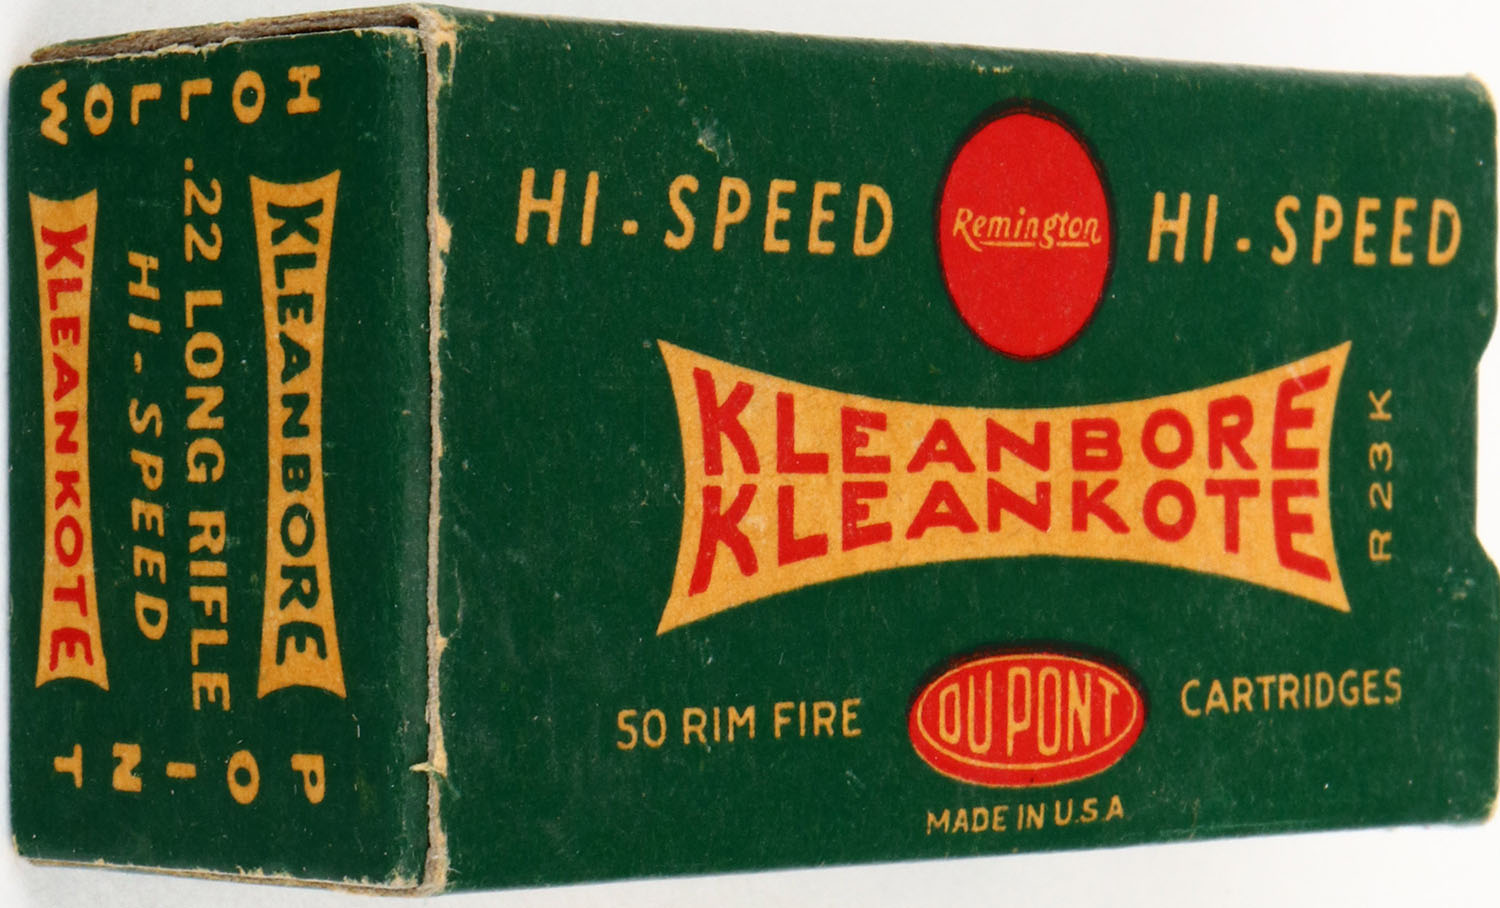 HOLLOW
KLEANBORE
.22 LONG RIFLE
HI-SPEED
KLEANKOTE
POINT
HI-SPEED
Remington
HI-SPEED
KLEANBORE
KLEANKOTE
R23K
50 RIM FIRE
DU PONT
CARTRIDGES
MADE IN U.S.A